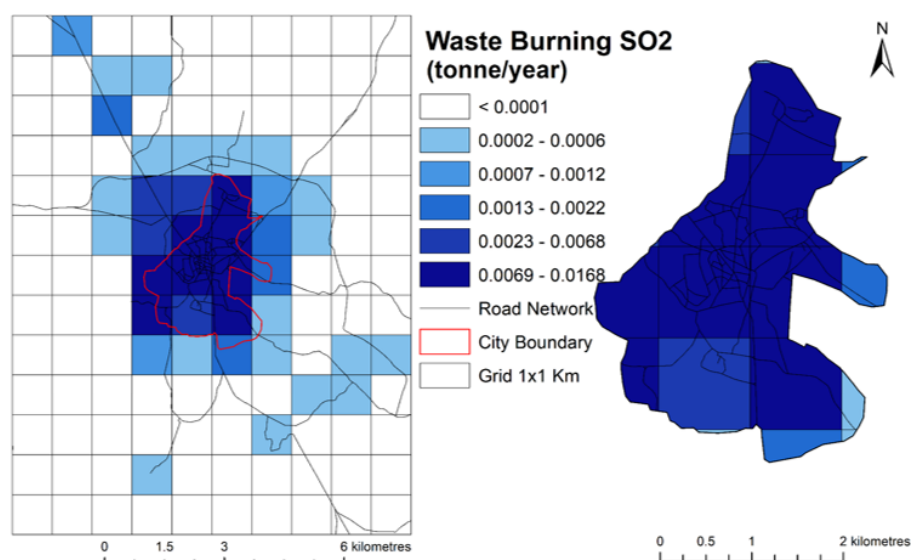 Waste Burning SO2
(tonne/year)
< 0.0001
0.0002 - 0.0006
0.0007 - 0.0012
0.0013 - 0.0022
0.0023 - 0.0068
0.0069 - 0.0168
Road Network
City Boundary
Grid 1x1 Km
N
0 1.5 3 6 kilometres
0 0.5 1 2 kilometres